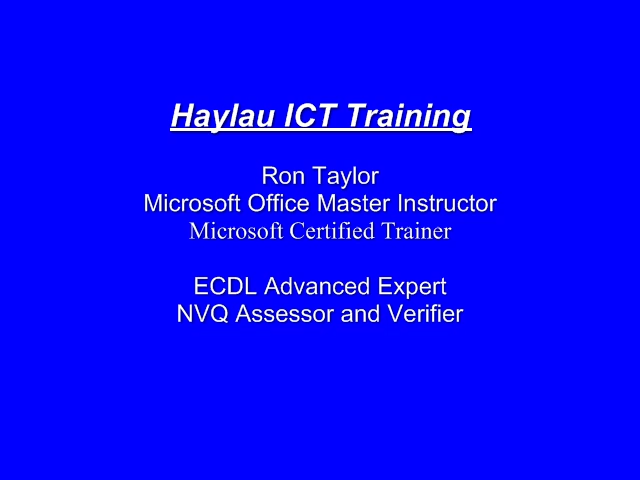 Haylau ICT Training
Ron Taylor
Microsoft Office Master Instructor
Microsoft Certified Trainer
ECDL Advanced Expert
NVQ Assessor and Verifier